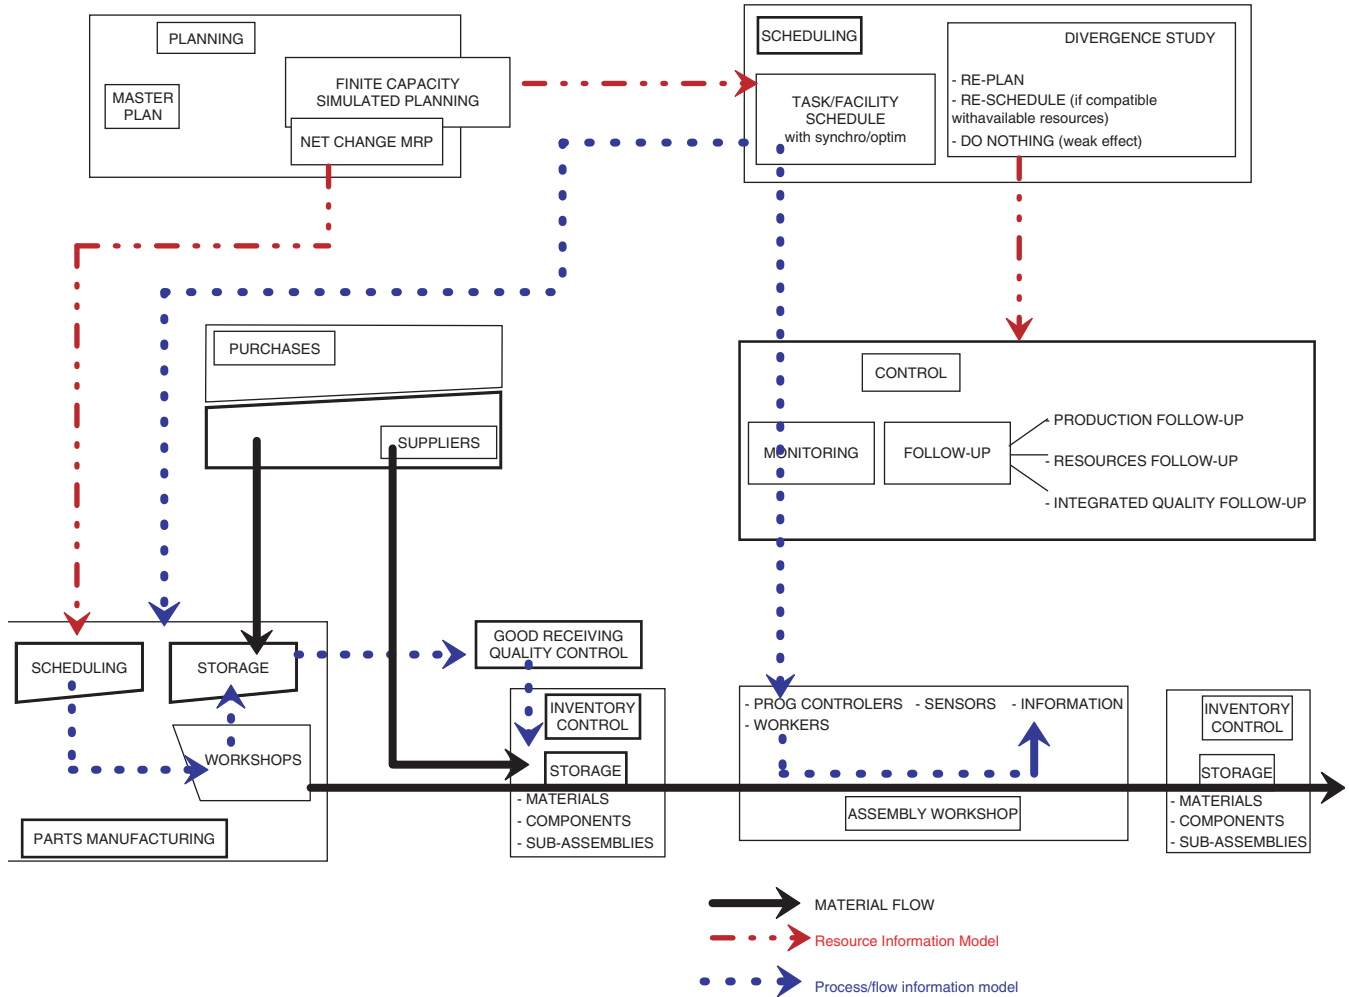 PLANNING
MASTER
PLAN
FINITE CAPACITY
SIMULATED PLANNING
NET CHANGE MRP
SCHEDULING
TASK/FACILITY
SCHEDULE
with synchro/optim
DIVERGENCE STUDY
- RE-PLAN
- RE-SCHEDULE (if compatible
withavailable resources)
- DO NOTHING (weak effect)
PURCHASES
SUPPLIERS
CONTROL
MONITORING
FOLLOW-UP
- PRODUCTION FOLLOW-UP
- RESOURCES FOLLOW-UP
- INTEGRATED QUALITY FOLLOW-UP
SCHEDULING
STORAGE
WORKSHOPS
PARTS MANUFACTURING
GOOD RECEIVING
QUALITY CONTROL
INVENTORY
CONTROL
STORAGE
- MATERIALS
- COMPONENTS
- SUB-ASSEMBLIES
- PROG CONTROLERS - SENSORS - INFORMATION
- WORKERS
ASSEMBLY WORKSHOP
INVENTORY
CONTROL
STORAGE
- MATERIALS
- COMPONENTS
- SUB-ASSEMBLIES
MATERIAL FLOW
Resource Information Model
Process/flow information model